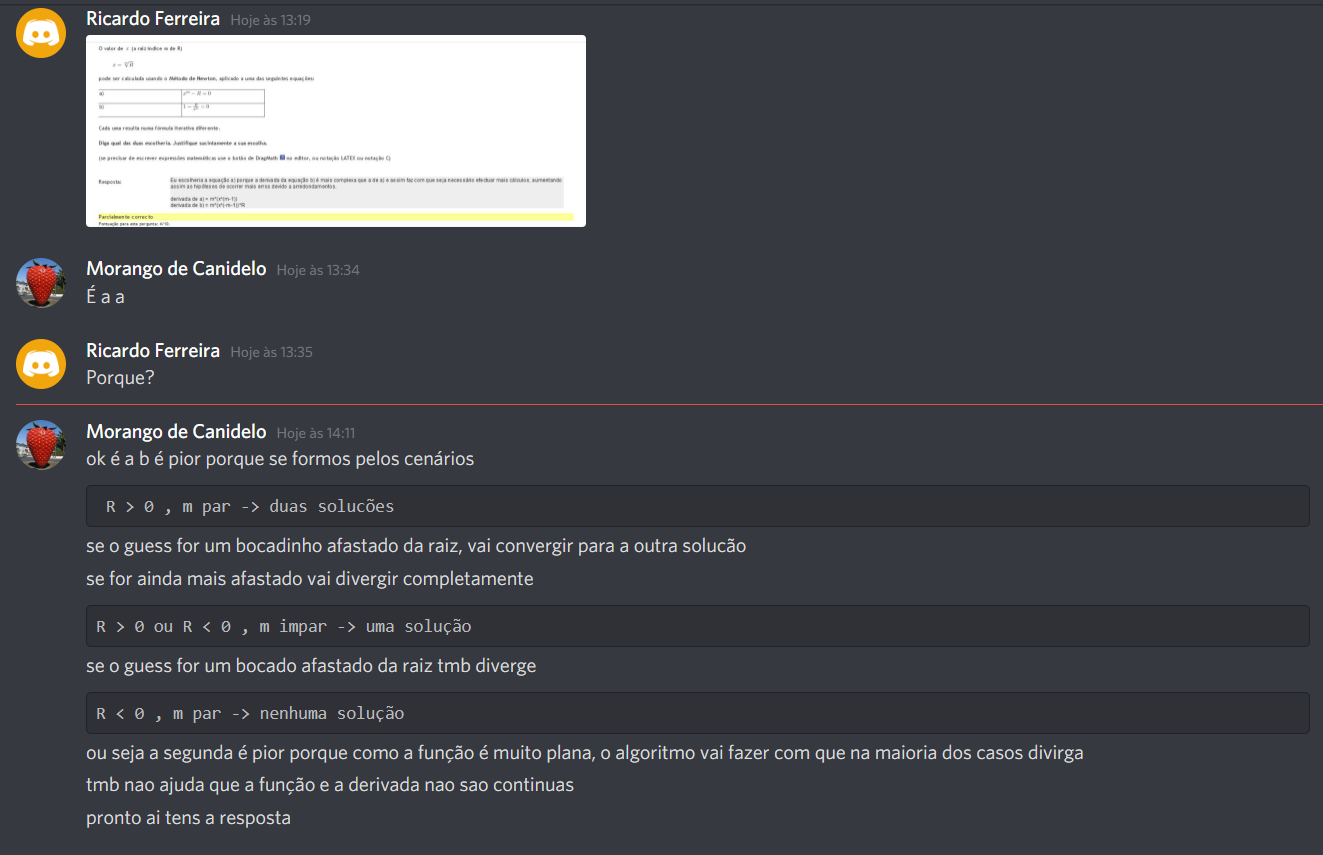 Ricardo Ferreira Hoje às 13:19
O valor de x (a raiz índice m de R)
pode ser calculada usando o Método de Newton, aplicado a uma das seguintes equações:
a)
b)
Cada uma resulta numa fórmula iterativa diferente.
Diga qual das duas escolheria. Justifique sucintamente a sua escolha.
(se precisar de escrever expressões matemáticas use o botão de DragMath no editor, ou notação LATEX ou notação C)
Resposta:
Eu escolheria a equação a) porque a derivada da equação b) é mais complexa que a de a) e assim faz com que seja necessário efectuar mais cálculos, aumentando
assim as hipóteses de ocorrer mais erros devido a arredondamentos.
derivada de a) = m*(x^(m-1))
derivada de b) = m*(x^(-m-1))*R
Parcialmente correcto
Pontuação para esta pergunta: 4/10.
Morango de Canidelo Hoje às 13:34
É a a
Ricardo Ferreira Hoje às 13:35
Porque?
Morango de Canidelo Hoje às 14:11
ok é a b é pior porque se formos pelos cenários
R > 0 , m par -> duas solucões
se o guess for um bocadinho afastado da raiz, vai convergir para a outra solucão
se for ainda mais afastado vai divergir completamente
R > 0 ou R < 0 , m impar -> uma solução
se o guess for um bocado afastado da raiz tmb diverge
R < 0 , m par -> nenhuma solução
ou seja a segunda é pior porque como a função é muito plana, o algoritmo vai fazer com que na maioria dos casos divirga
tmb nao ajuda que a função e a derivada nao sao continuas
pronto ai tens a resposta